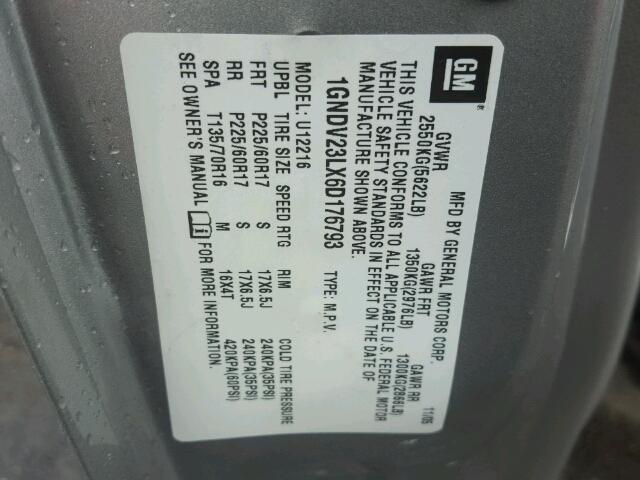 GM®
MFD BY GENERAL MOTORS CORP. 11/05
GVWR GAWR FRT GAWR RR
2550KG(5622LB) 1350KG(2976LB) 1300KG(2866LB)
THIS VEHICLE CONFORMS TO ALL APPLICABLE U.S. FEDERAL MOTOR
VEHICLE SAFETY STANDARDS IN EFFECT ON THE DATE OF
MANUFACTURE SHOWN ABOVE.
1GNDV23LX6D176793 TYPE: M.P.V.
MODEL: U12216
UPBL TIRE SIZE SPEED RTG RIM COLD TIRE PRESSURE
FRT P225/60R17 S 17X6.5J 240KPA(35PSI)
RR P225/60R17 S 17X6.5J 240KPA(35PSI)
SPA T135/70R16 M 16X4T 420KPA(60PSI)
SEE OWNER'S MANUAL FOR MORE INFORMATION.